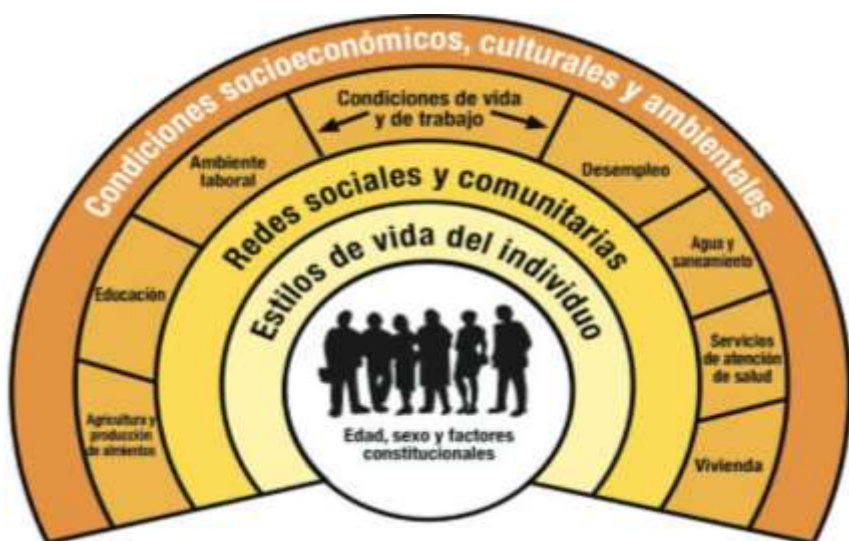 Condiciones socioeconómicos, culturales y ambientales
Condiciones de vida
y de trabajo
Ambiente
laboral
Desempleo
Redes sociales y comunitarias
Agua y
saneamiento
Estilos de vida del individuo
Educación
Servicios
de atención
de salud
Agricultura y
producción
de alimientos
Edad, sexo y factores
constitucionales
Vivienda